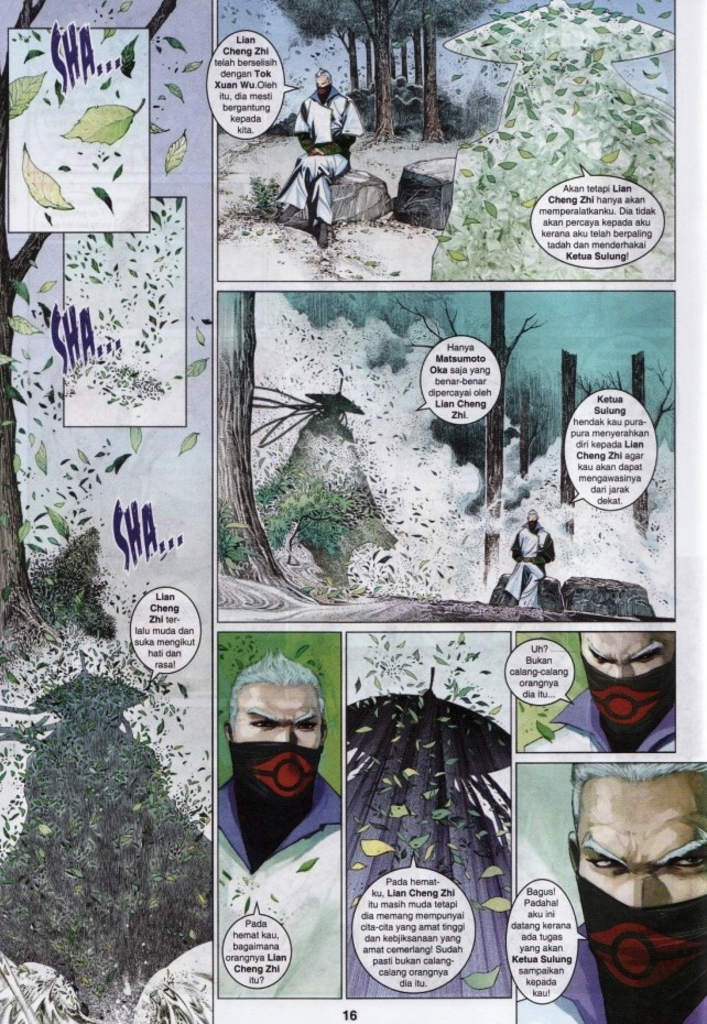 SHA...
SHA...
SHA...
Lian
Cheng Zhi
telah berselisih
dengan Tok
Xuan Wu.Oleh
itu, dia mesti
bergantung
kepada
kita.
Akan tetapi Lian
Cheng Zhi hanya akan
memperalatkanku. Dia tidak
akan percaya kepada aku
kerana aku telah berpaling
tadah dan menderhakai
Ketua Sulung!
Hanya
Matsumoto
Oka saja yang
benar-benar
dipercayai oleh
Lian Cheng
Zhi.
Ketua
Sulung
hendak kau pura-
pura menyerahkan
diri kepada Lian
Cheng Zhi agar
kau akan dapat
mengawasinya
dari jarak
dekat.
Lian
Cheng
Zhi ter-
lalu muda dan
suka mengikut
hati dan
rasa!
Pada
hemat kau,
bagaimana
orangnya Lian
Cheng Zhi
itu?
Pada hemat-
ku, Lian Cheng Zhi
itu masih muda tetapi
dia memang mempunyai
cita-cita yang amat tinggi
dan kebijiksanaan yang
amat cemerlang! Sudah
pasti bukan calang-
calang orangnya
dia itu.
Uh?
Bukan
calang-calang
orangnya
dia itu...
Bagus!
Padahal
aku ini
datang kerana
ada tugas
yang akan
Ketua Sulung
sampaikan
kepada
kau!
16